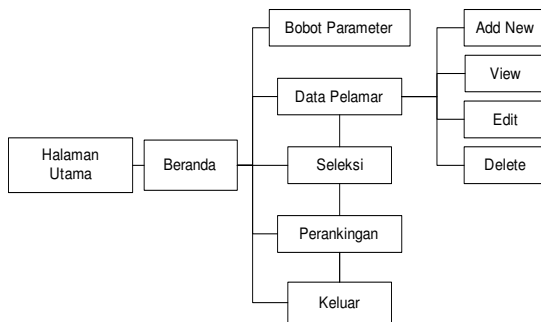 Bobot Parameter
Add New
View
Data Pelamar
Edit
Halaman
Utama
Beranda
Seleksi
Delete
Perankingan
Keluar